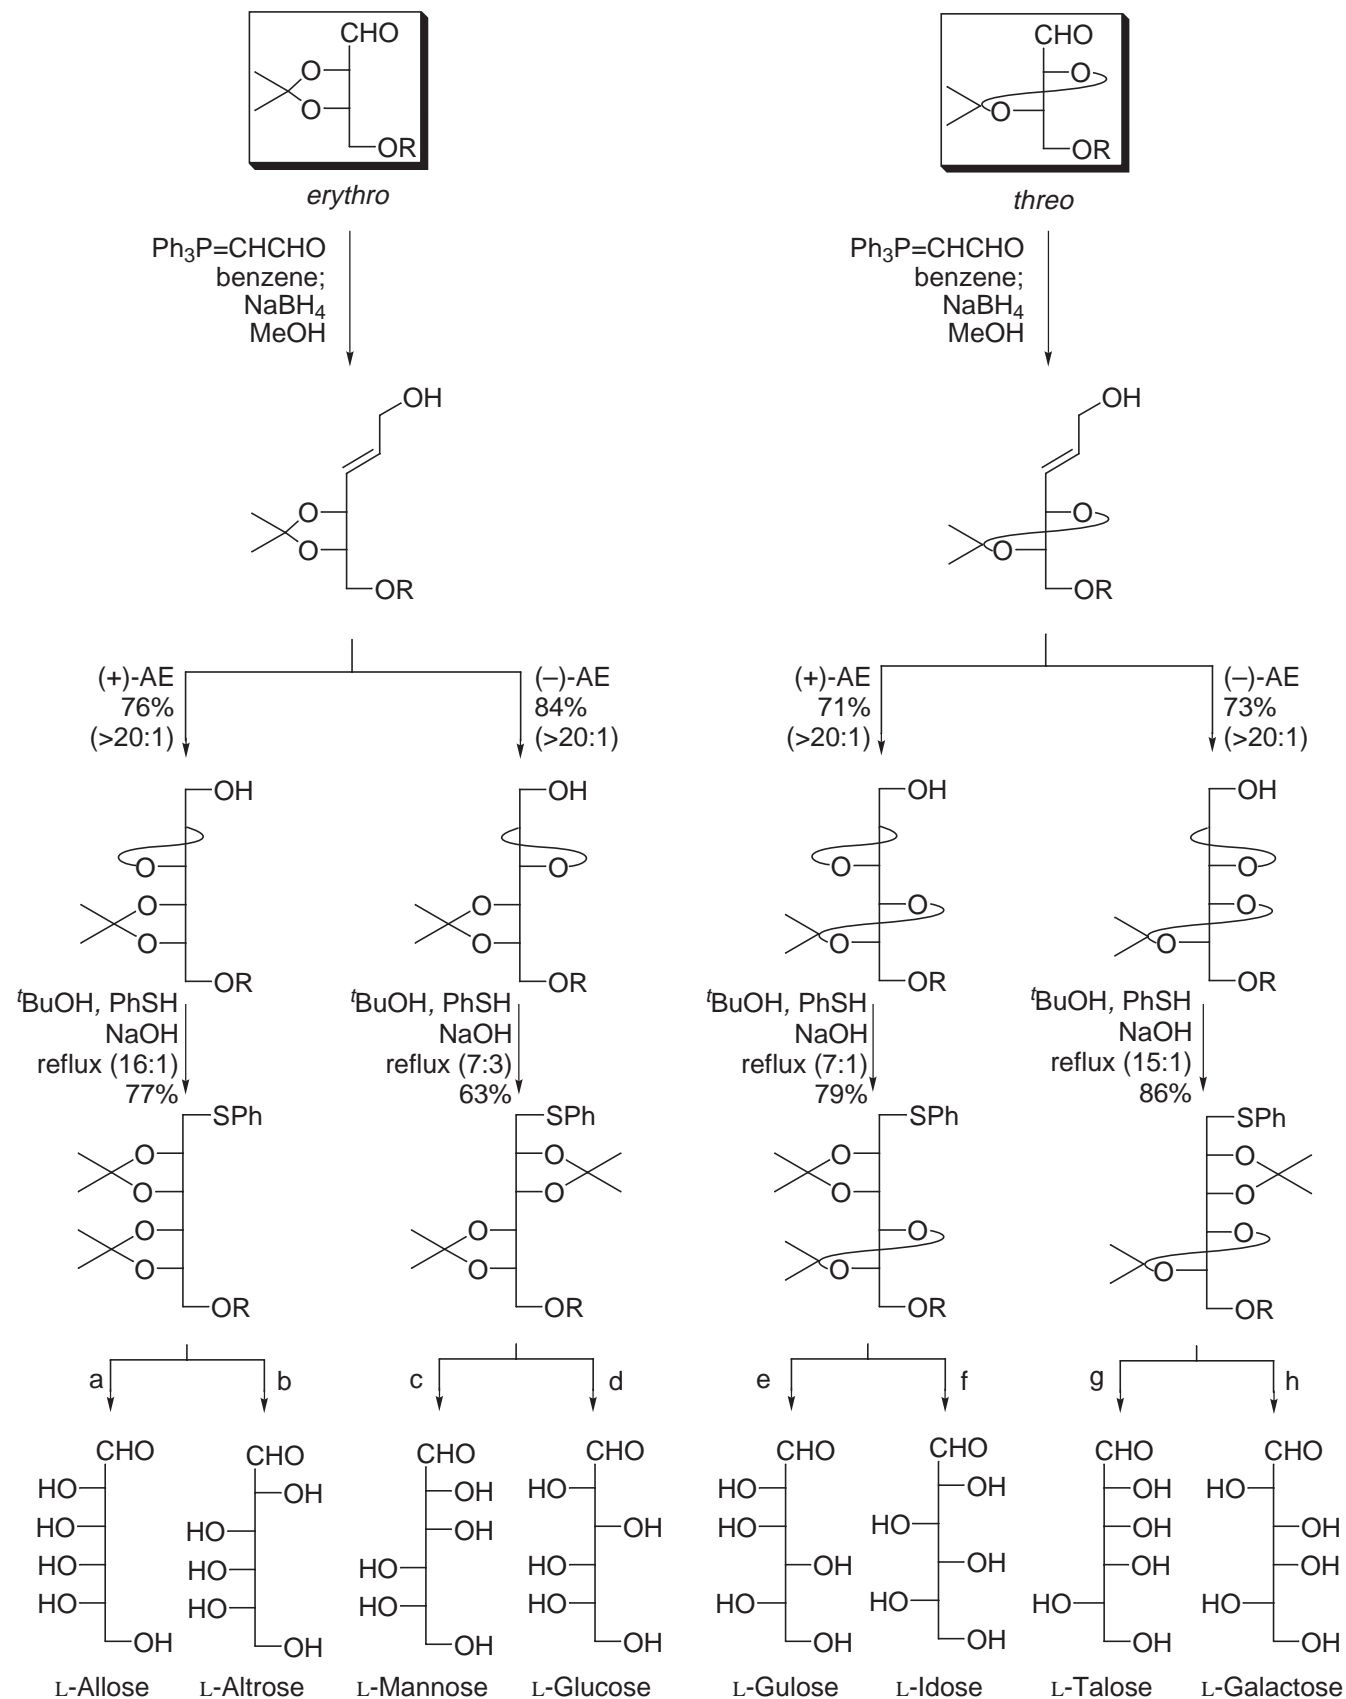 CHO
O
O
OR
erythro
CHO
O
O
OR
threo
Ph3P=CHCHO
benzene;
NaBH4
MeOH
Ph3P=CHCHO
benzene;
NaBH4
MeOH
OH
O
O
OR
OH
O
O
OR
(+)-AE
76%
(>20:1)
(–)-AE
84%
(>20:1)
(+)-AE
71%
(>20:1)
(–)-AE
73%
(>20:1)
OH
O
O
O
OR
OH
O
O
O
OR
OH
O
O
O
OR
OH
O
O
O
OR
tBuOH, PhSH
NaOH
reflux (16:1)
77%
tBuOH, PhSH
NaOH
reflux (7:3)
63%
tBuOH, PhSH
NaOH
reflux (7:1)
79%
tBuOH, PhSH
NaOH
reflux (15:1)
86%
SPh
O
O
O
O
OR
SPh
O
O
O
O
OR
SPh
O
O
O
O
OR
SPh
O
O
O
O
OR
a
b
c
d
e
f
g
h
CHO
HO
HO
HO
HO
OH
L-Allose
CHO
OH
HO
HO
HO
OH
L-Altrose
CHO
OH
OH
HO
HO
OH
L-Mannose
CHO
HO
OH
HO
HO
OH
L-Glucose
CHO
HO
HO
OH
HO
OH
L-Gulose
CHO
OH
HO
OH
HO
OH
L-Idose
CHO
OH
OH
OH
HO
OH
L-Talose
CHO
HO
OH
OH
HO
OH
L-Galactose